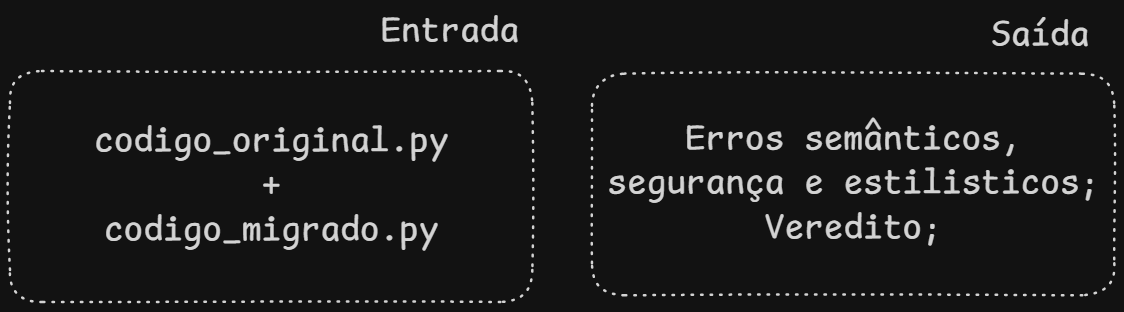 Entrada
codigo_original.py
+
codigo_migrado.py
Saída
Erros semânticos,
segurança e estilisticos;
Veredito;